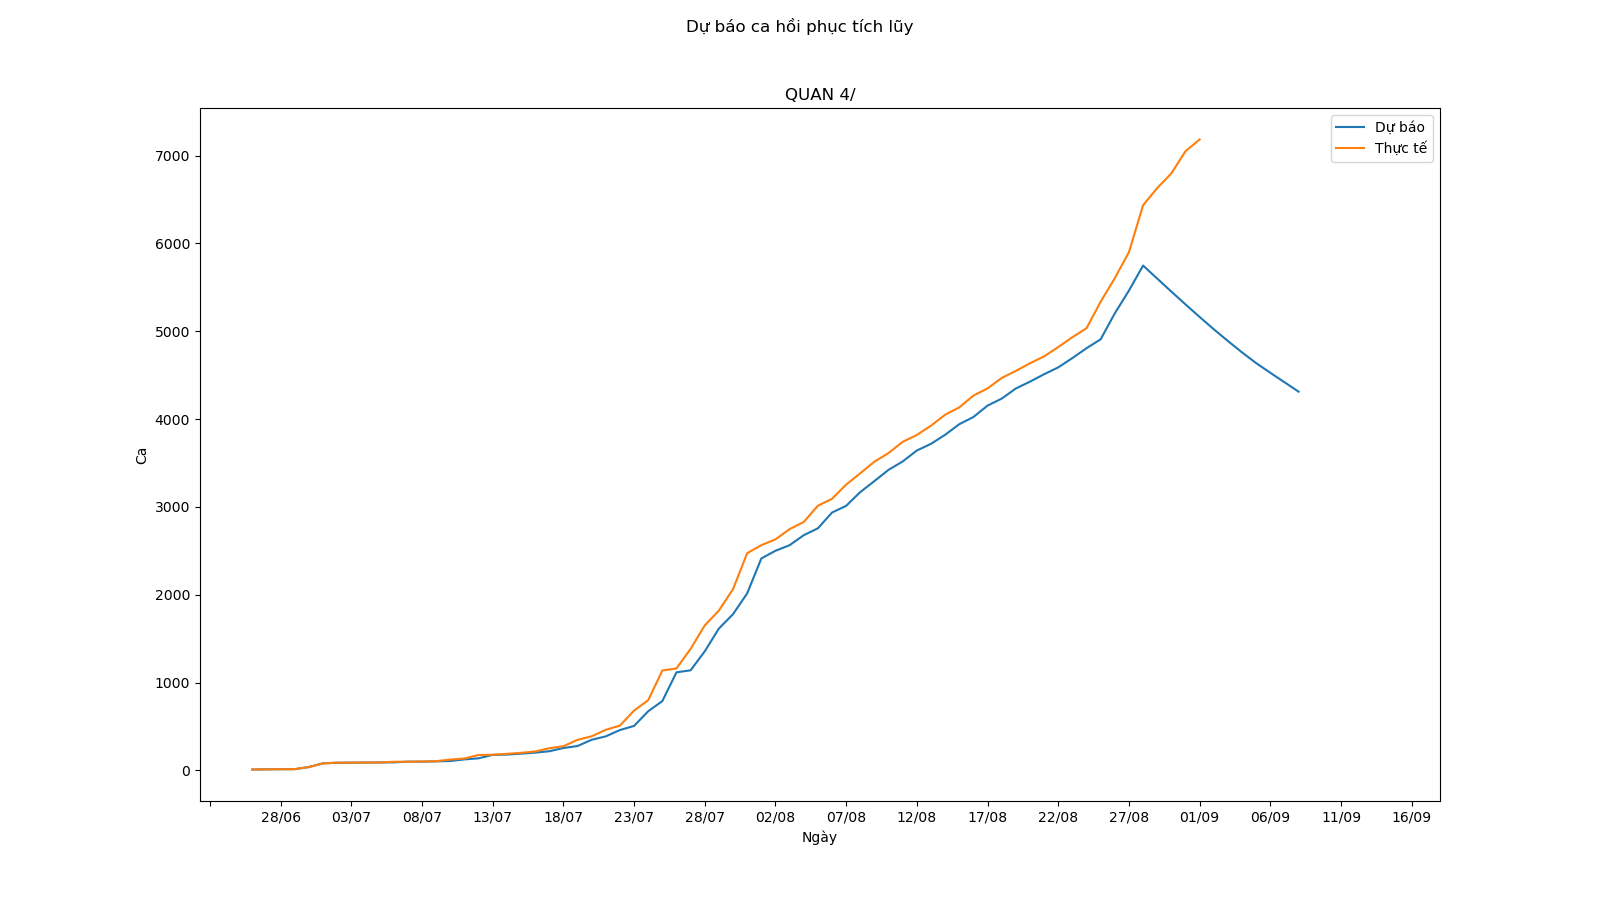 Dự báo ca hồi phục tích lũy
QUAN 4/
Dự báo
Thực tế
7000
6000
5000
4000
3000
2000
1000
0
Ca
28/06 03/07 08/07 13/07 18/07 23/07 28/07 02/08 07/08 12/08 17/08 22/08 27/08 01/09 06/09 11/09 16/09
Ngày